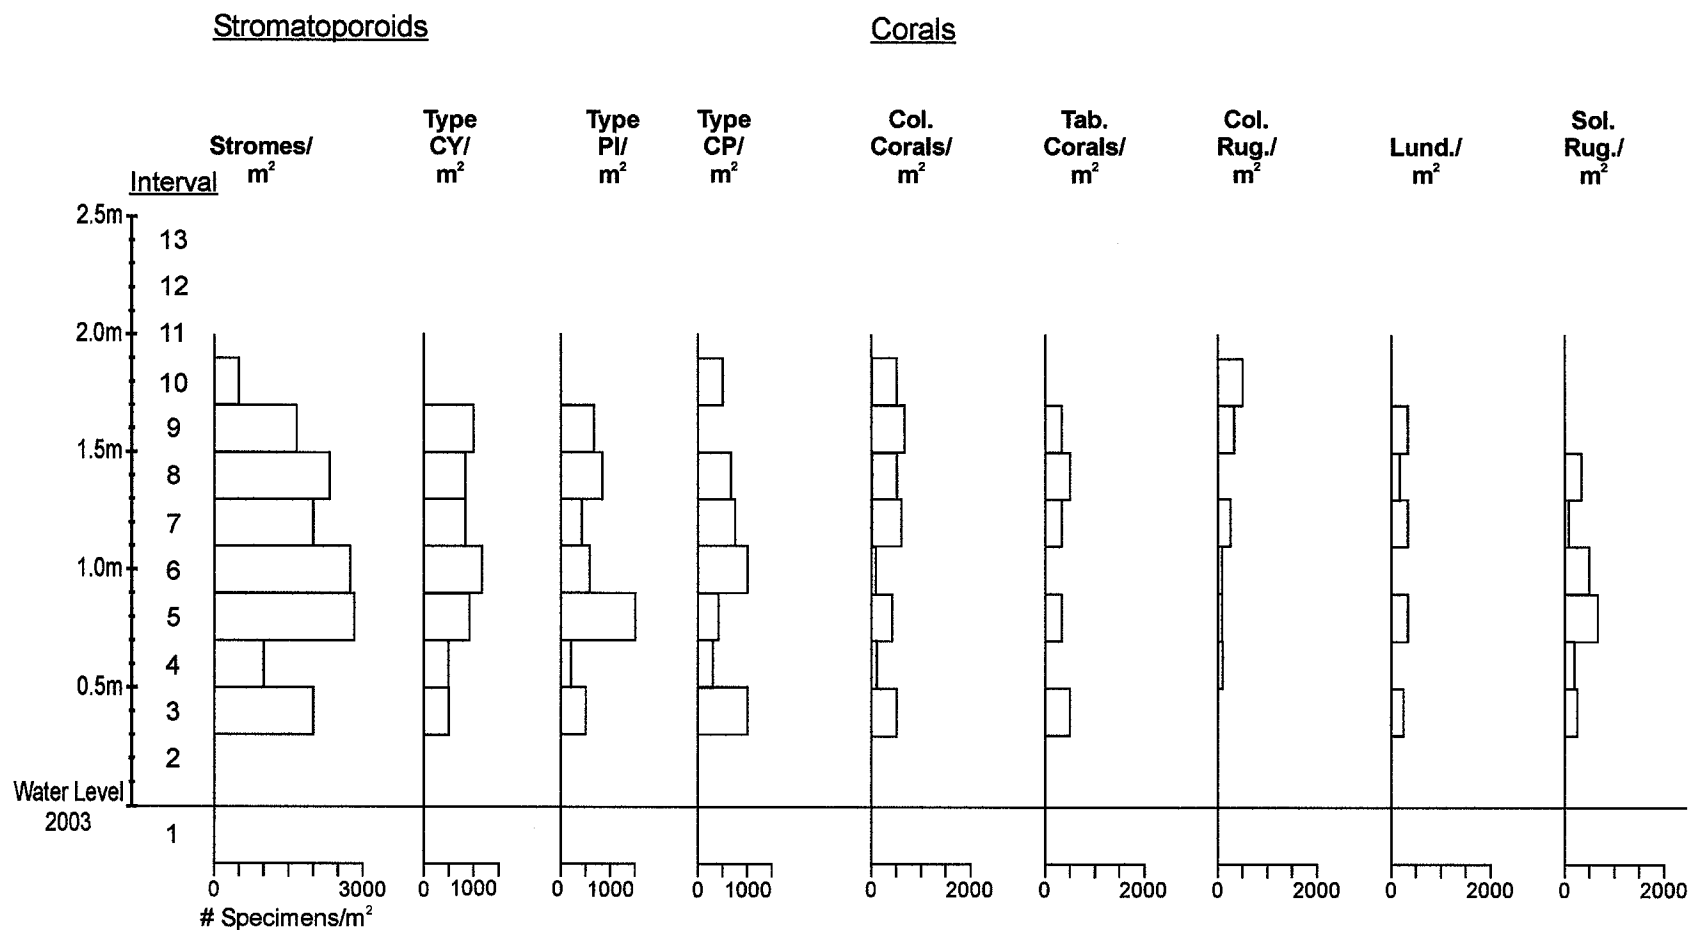 Stromatoporoids
Corals
Stromes/
m²
Type
CY/
m²
Type
PI/
m²
Type
CP/
m²
Col.
Corals/
m²
Tab.
Corals/
m²
Col.
Rug./
m²
Lund./
m²
Sol.
Rug./
m²
Interval
2.5m
13
12
2.0m
11
10
9
1.5m
8
7
1.0m
6
5
4
0.5m
3
2
Water Level
2003
1
0 3000
0 1000
0 1000
0 1000
0 2000
0 2000
0 2000
0 2000
0 2000
# Specimens/m²